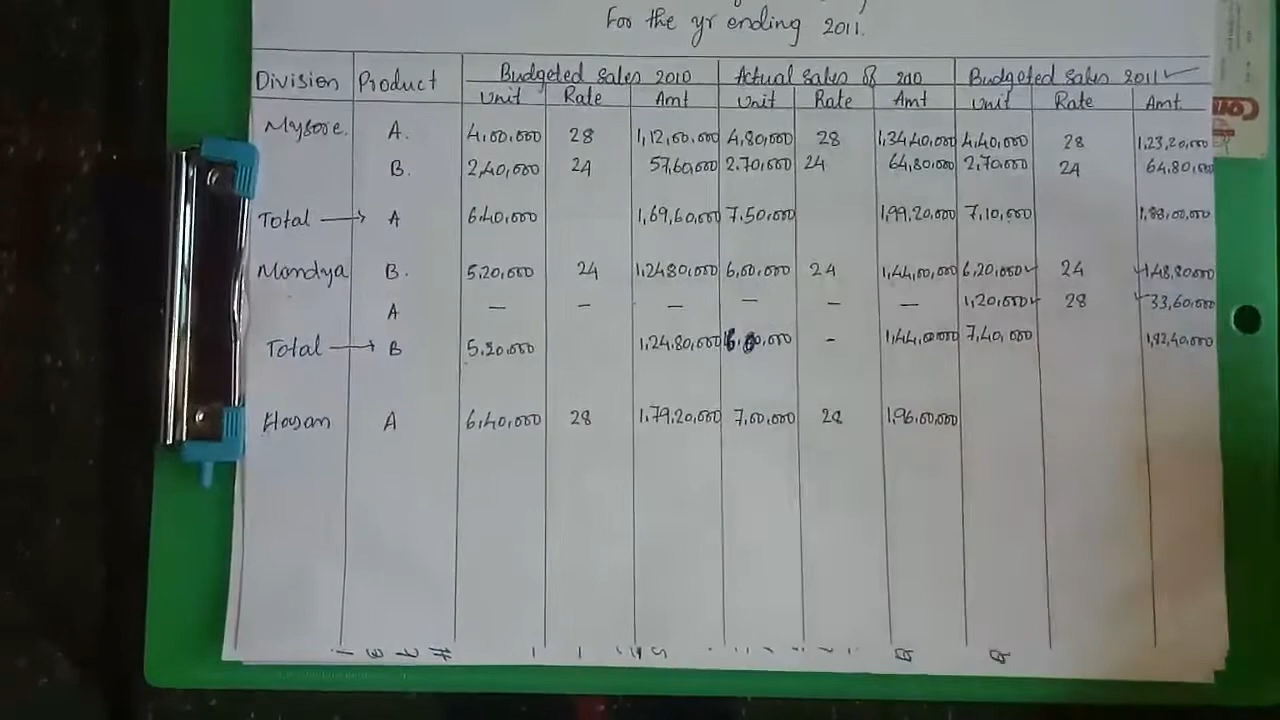 For the yr ending 2011.
Division Product Budgeted Sales 2010 Actual Sales of 2010 Budgeted Sales 2011
Unit Rate Amt Unit Rate Amt Unit Rate Amt
Mysore. A. 4,00,000 28 1,12,00,000 4,80,000 28 1,34,40,000 4,40,000 28 1,23,20,000
B. 2,40,000 24 57,60,000 2,70,000 24 64,80,000 2,70,000 24 64,80,000
Total → A 6,40,000 1,69,60,000 7,50,000 1,99,20,000 7,10,000 1,88,00,000
Mandya B. 5,20,000 24 1,24,80,000 6,00,000 24 1,44,00,000 6,20,000 24 1,48,80,000
A — — — — — — 1,20,000 28 33,60,000
Total → B 5,20,000 1,24,80,000 6,00,000 - 1,44,00,000 7,40,000 1,82,40,000
Hasan A 6,40,000 28 1,79,20,000 7,00,000 28 1,96,00,000